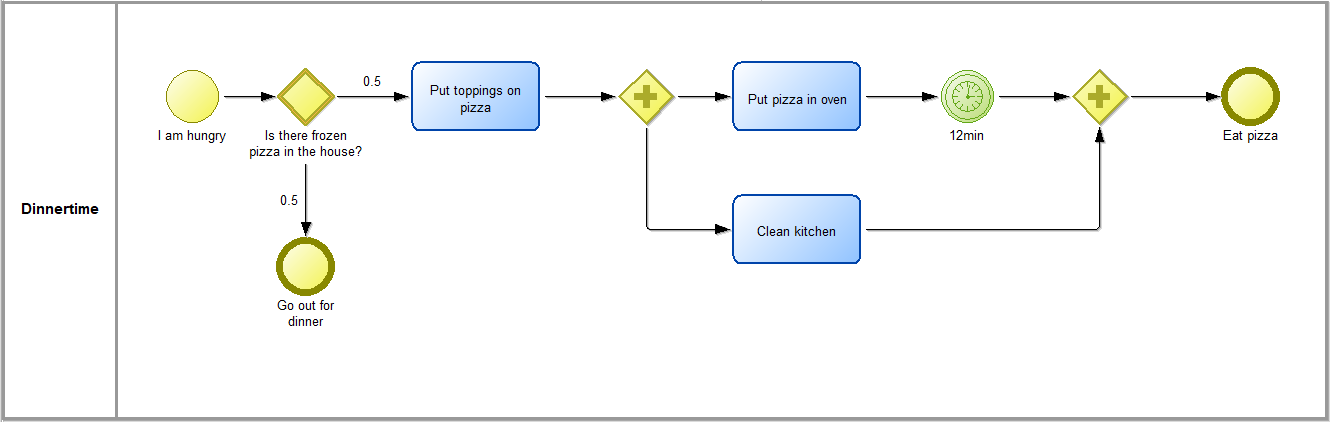 Dinnertime
I am hungry
Is there frozen
pizza in the house?
0.5
0.5
Go out for
dinner
Put toppings on
pizza
Put pizza in oven
12min
Clean kitchen
Eat pizza